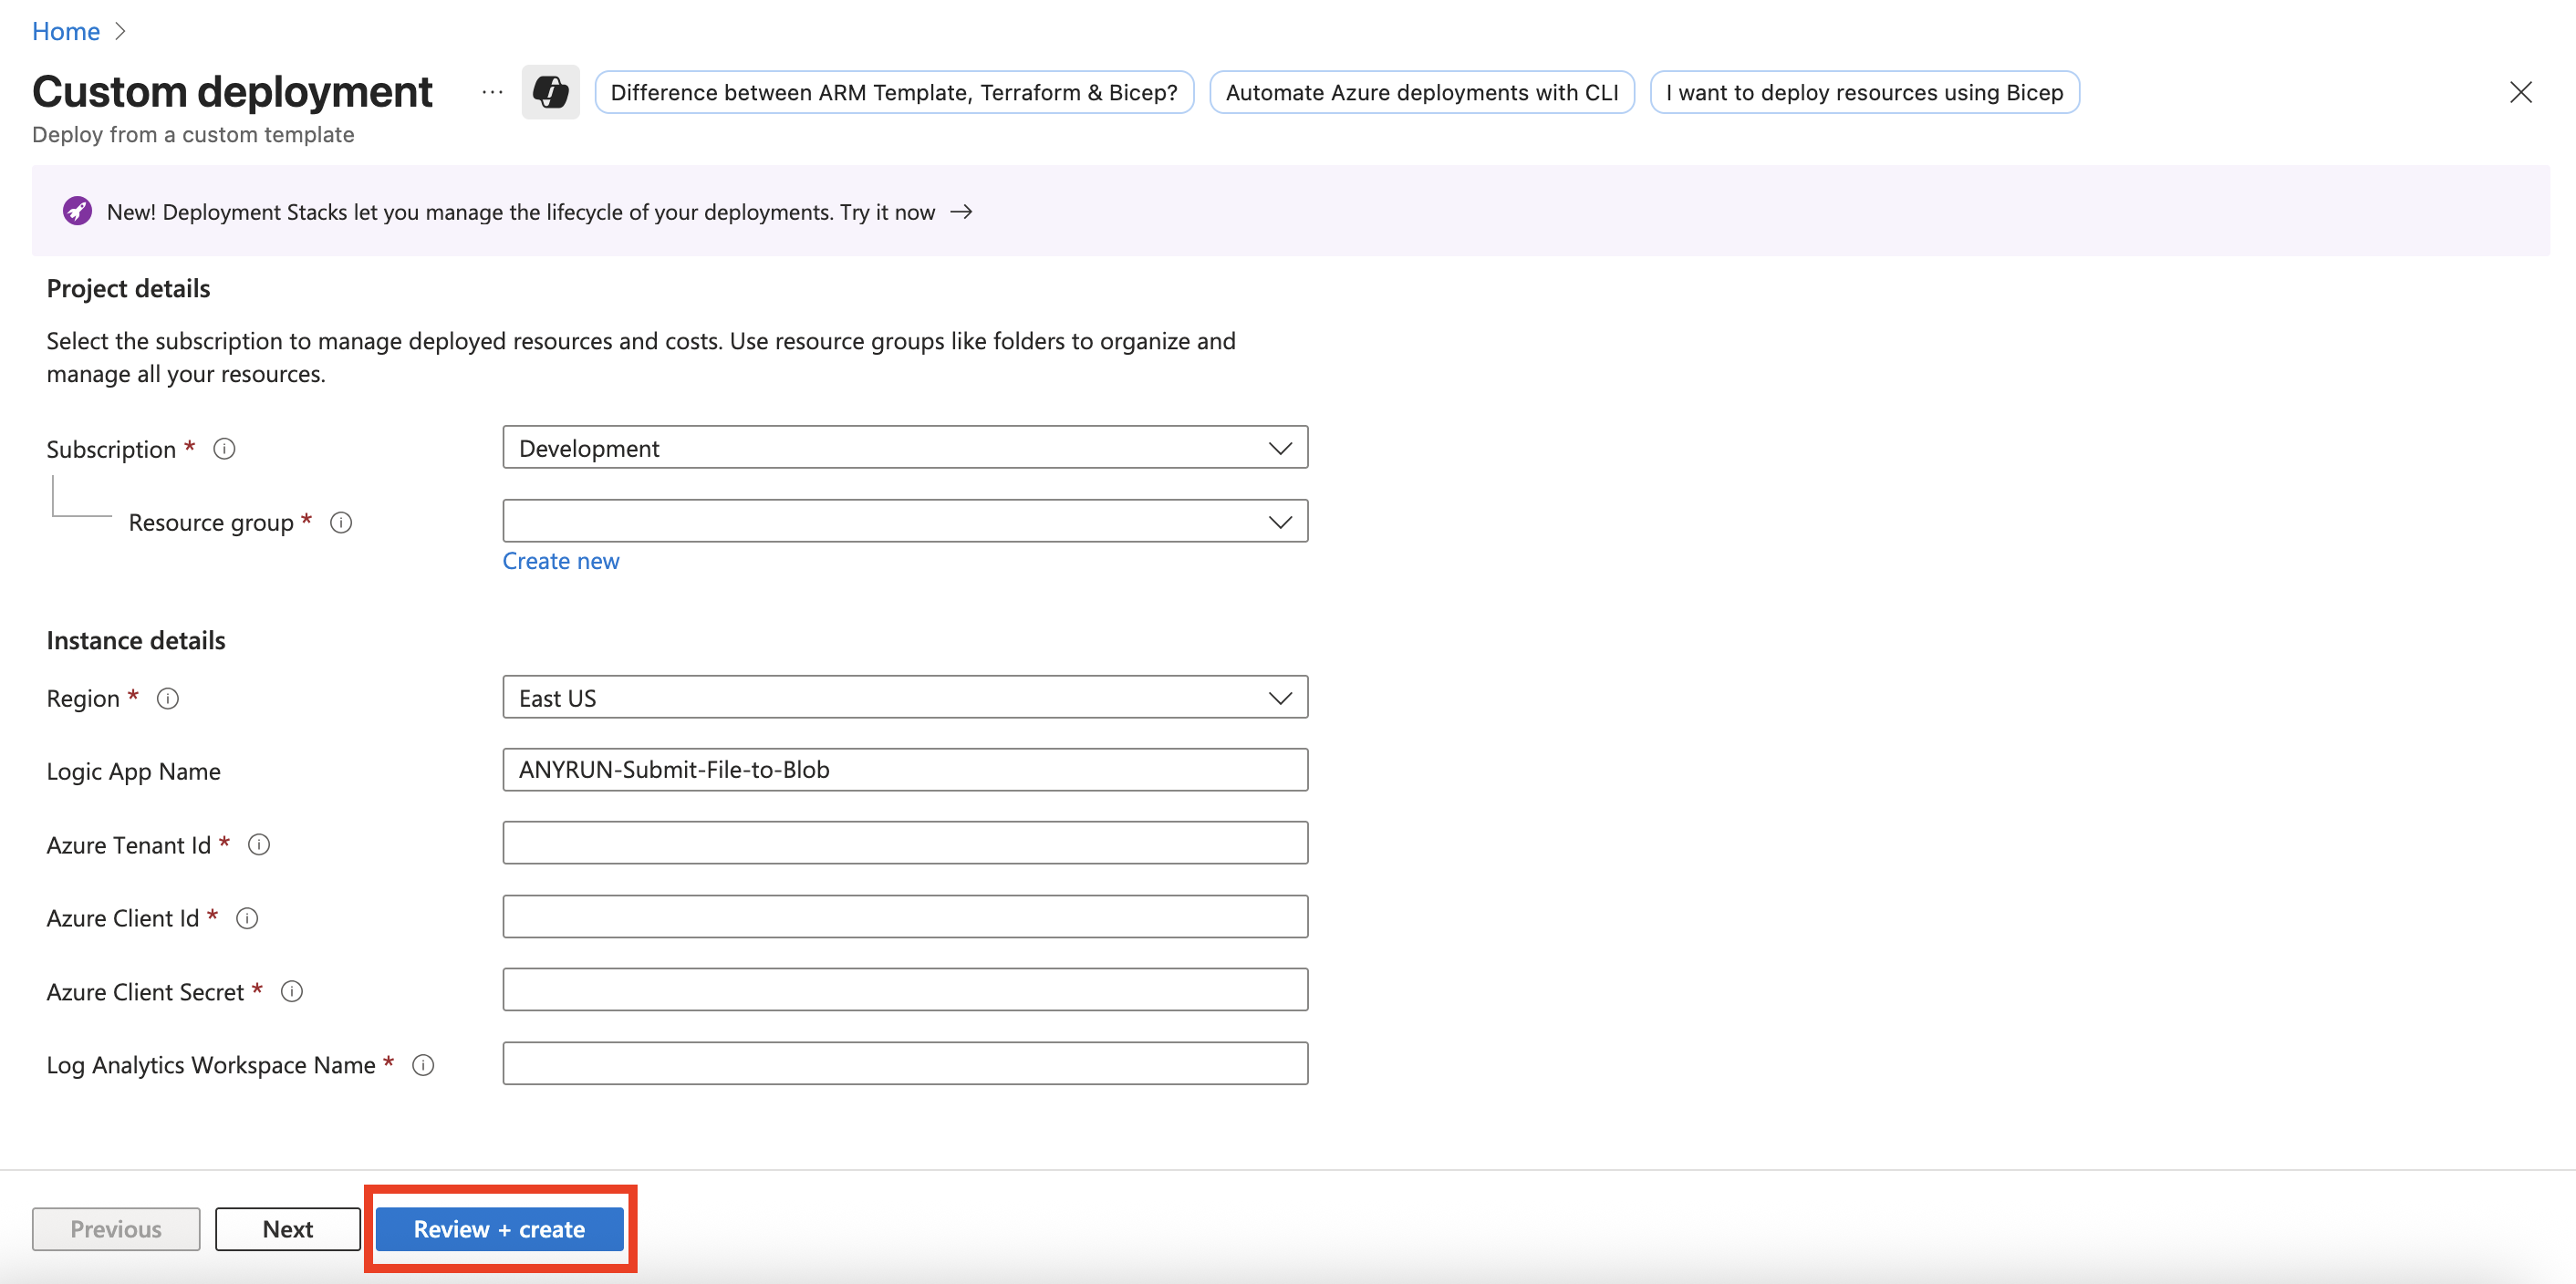 Home
Custom deployment ...
Difference between ARM Template, Terraform & Bicep?
Automate Azure deployments with CLI
I want to deploy resources using Bicep
Deploy from a custom template
New! Deployment Stacks let you manage the lifecycle of your deployments. Try it now →
Project details
Select the subscription to manage deployed resources and costs. Use resource groups like folders to organize and
manage all your resources.
Subscription *
Development
Resource group *
Create new
Instance details
Region *
East US
Logic App Name
ANYRUN-Submit-File-to-Blob
Azure Tenant Id *
Azure Client Id *
Azure Client Secret *
Log Analytics Workspace Name *
Previous
Next
Review + create